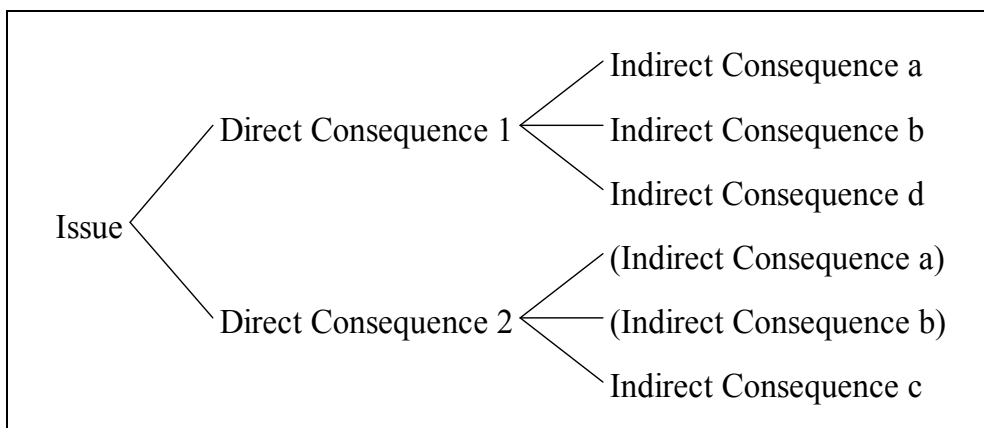 Indirect Consequence a
Direct Consequence 1
Indirect Consequence b
Indirect Consequence d
Issue
(Indirect Consequence a)
Direct Consequence 2
(Indirect Consequence b)
Indirect Consequence c